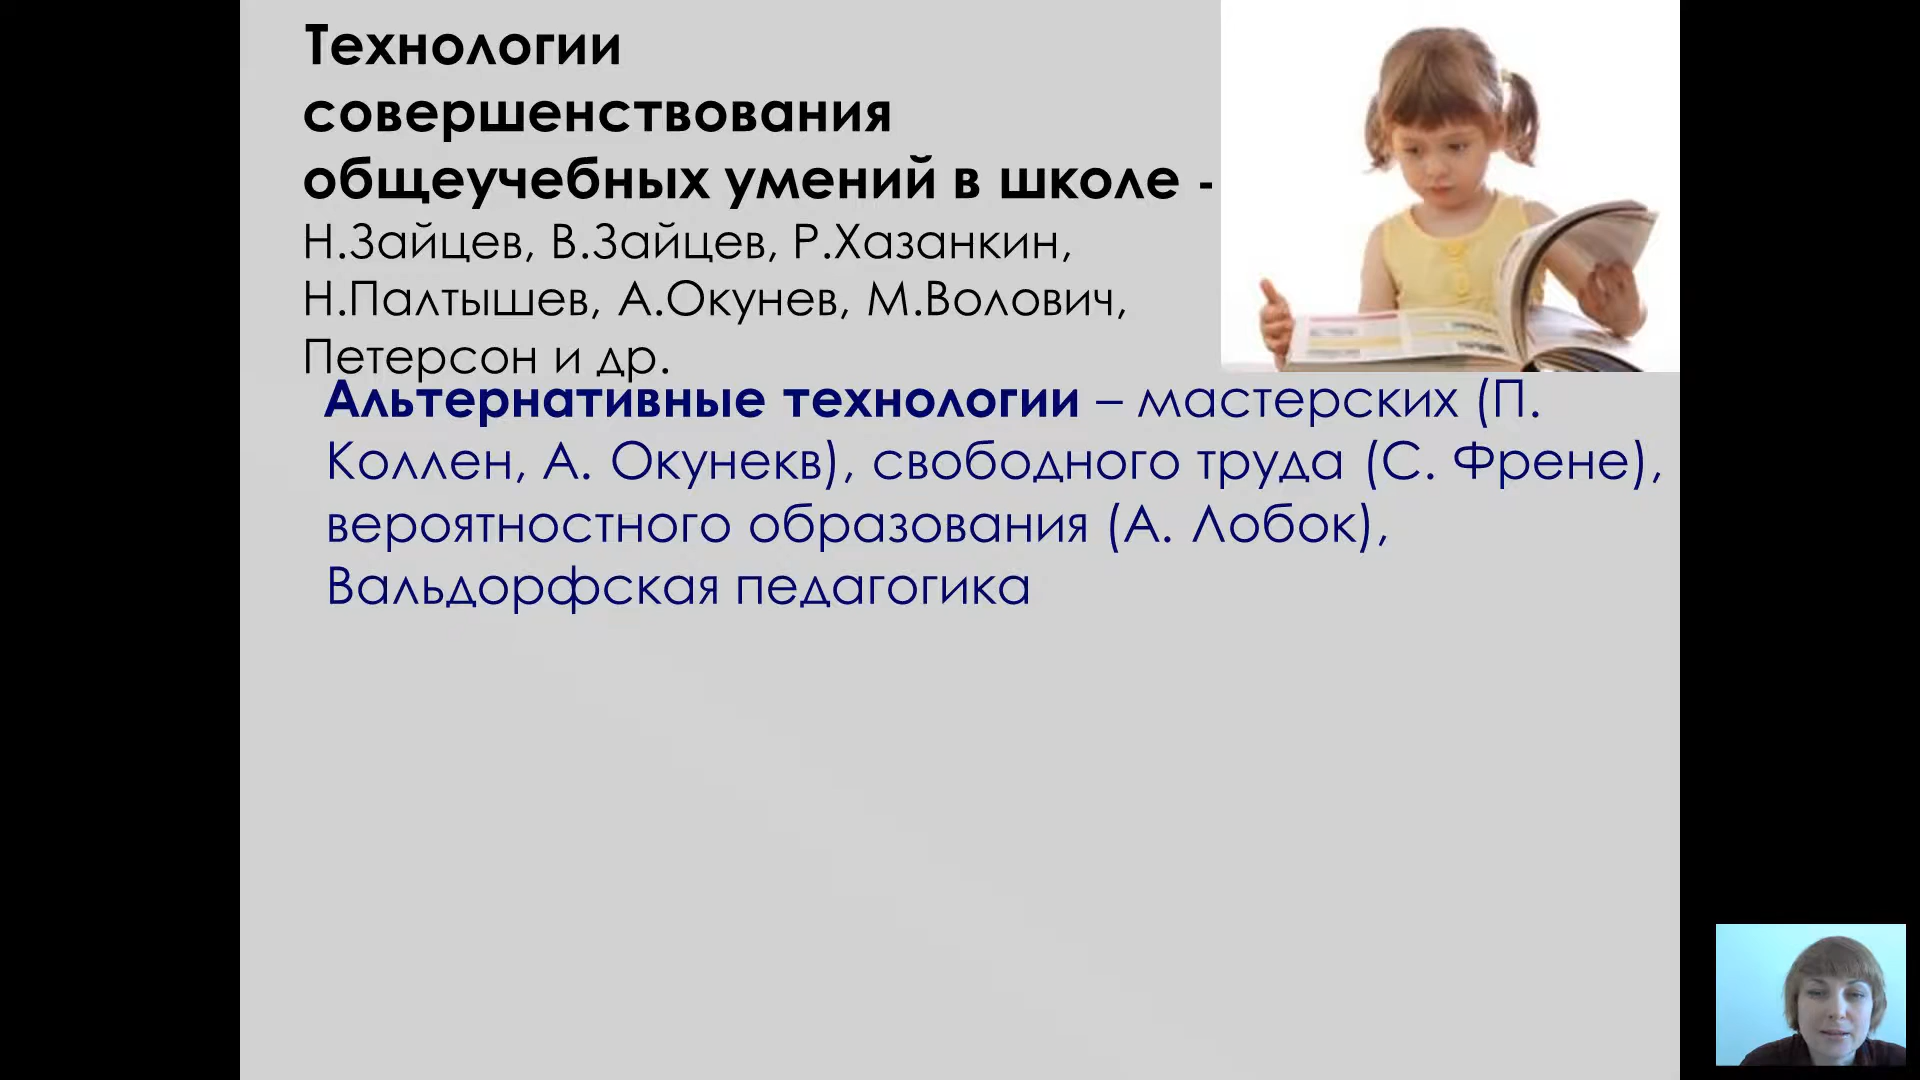 Технологии
совершенствования
общеучебных умений в школе -
Н.Зайцев, В.Зайцев, Р.Хазанкин,
Н.Палтышев, А.Окунев, М.Волович,
Петерсон и др.
Альтернативные технологии – мастерских (П.
Коллен, А. Окунекв), свободного труда (С. Френе),
вероятностного образования (А. Лобок),
Вальдорфская педагогика